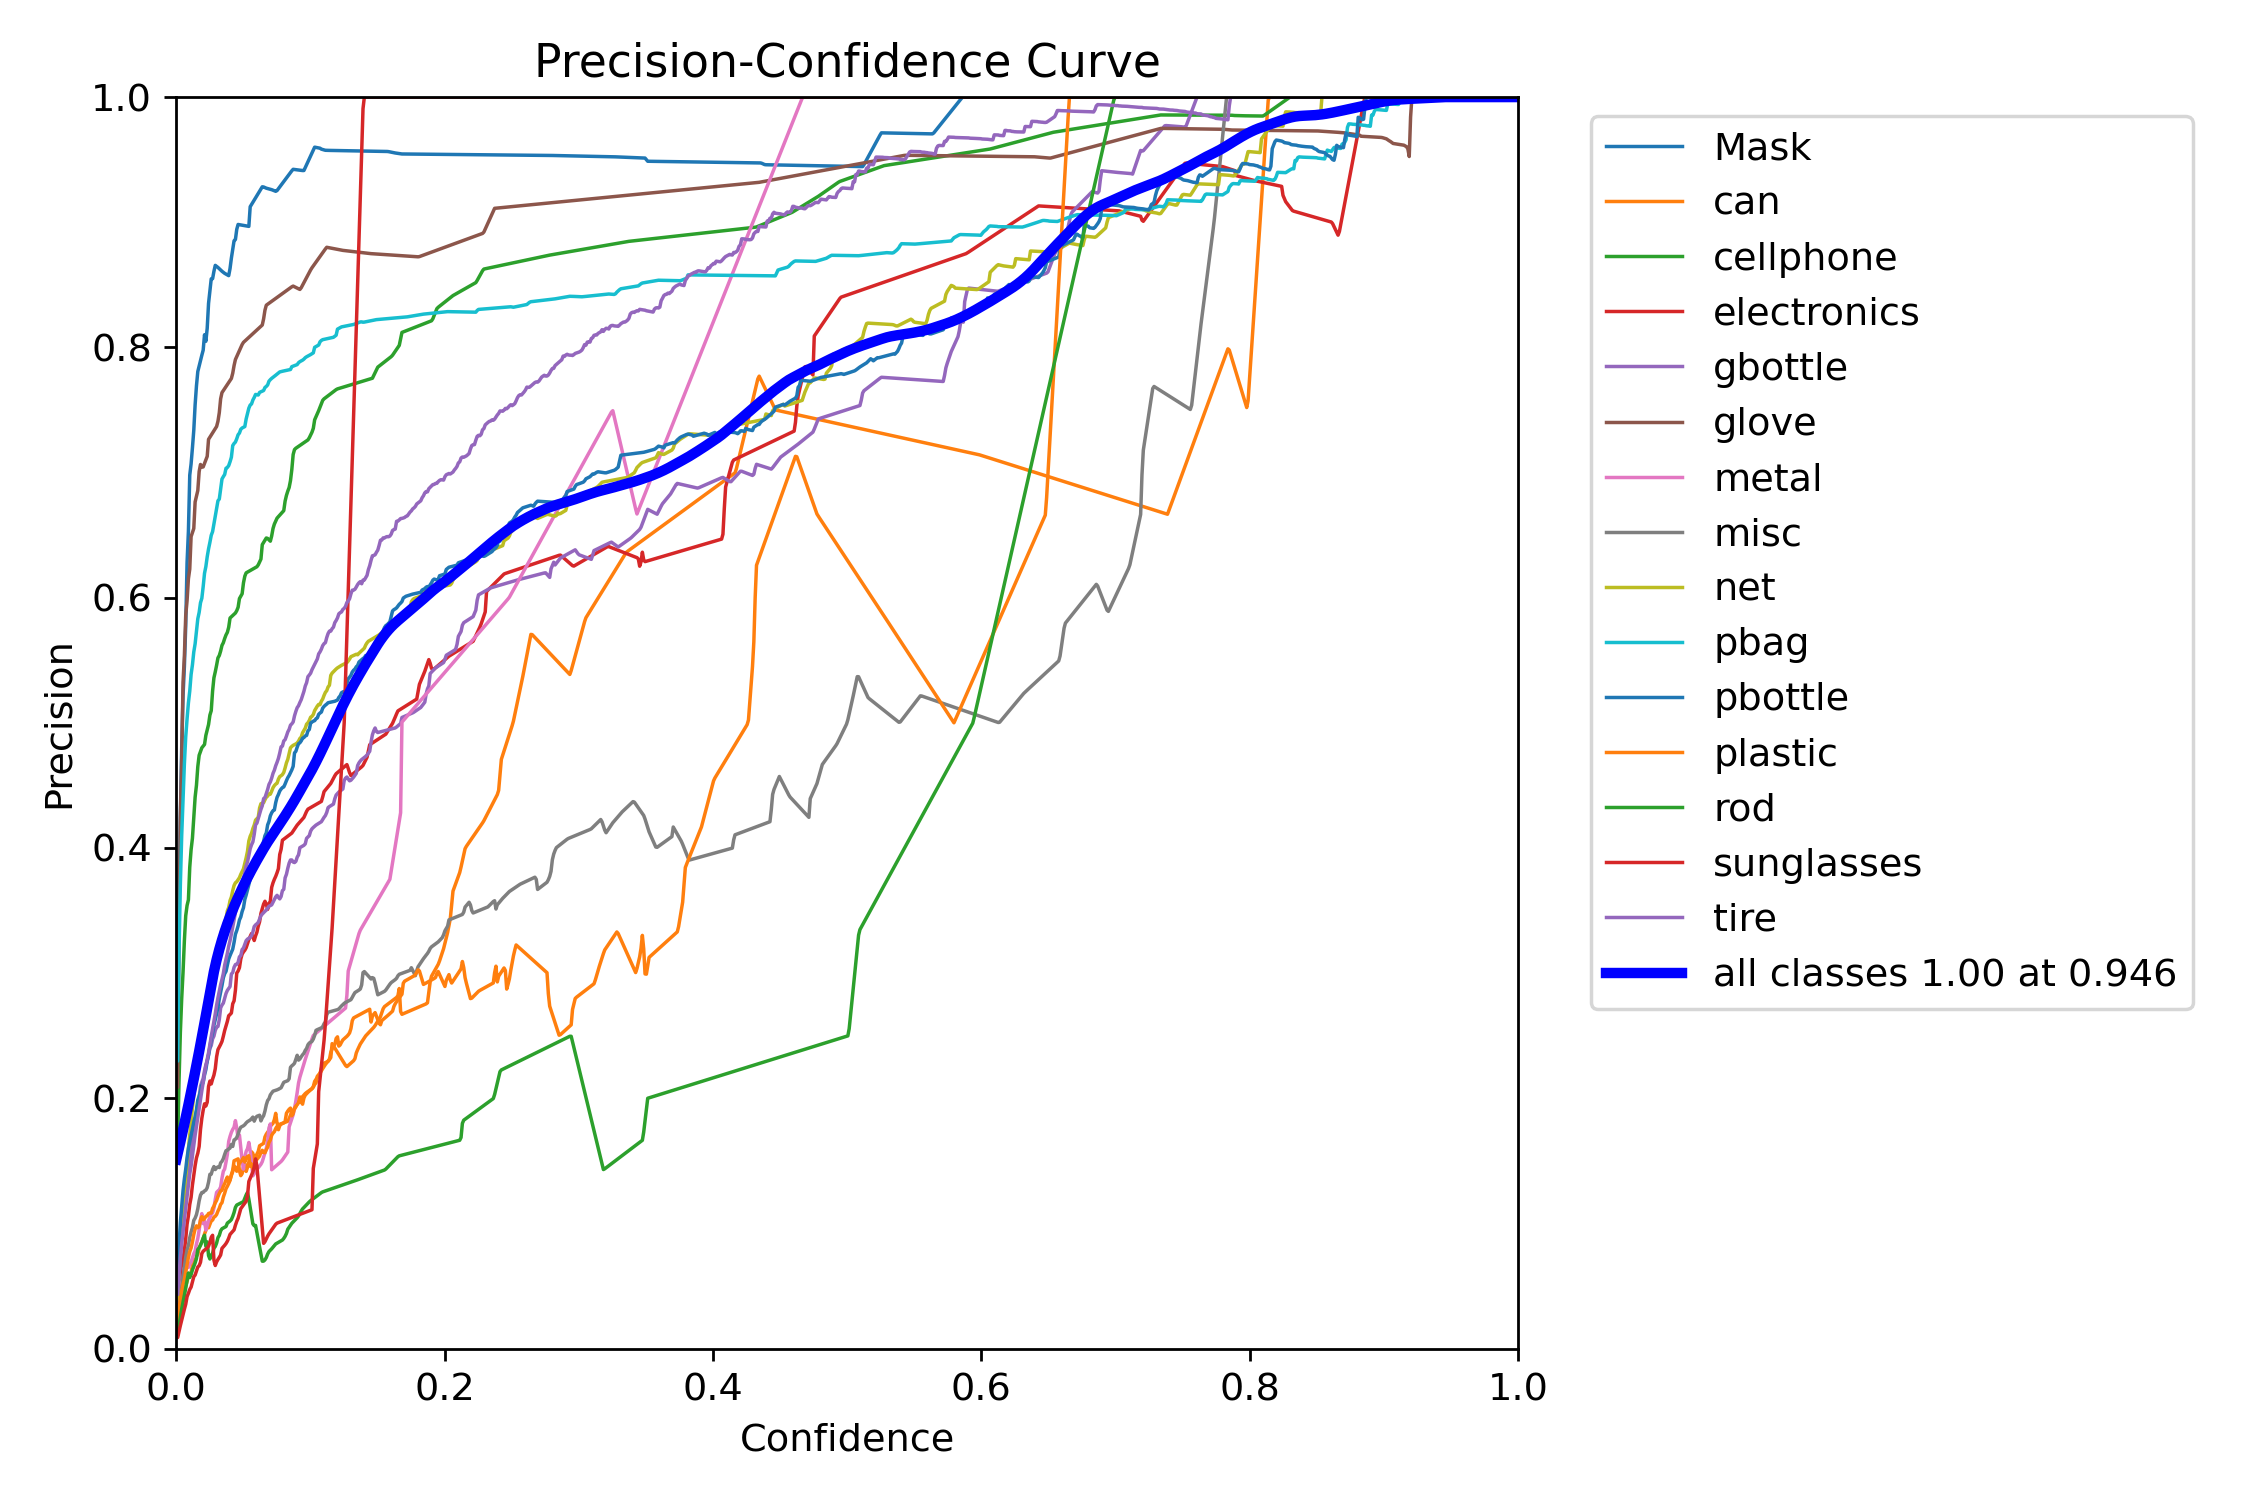 Precision-Confidence Curve
1.0
0.8
0.6
0.4
0.2
0.0
Precision
0.0 0.2 0.4 0.6 0.8 1.0
Confidence
Mask
can
cellphone
electronics
gbottle
glove
metal
misc
net
pbag
pbottle
plastic
rod
sunglasses
tire
all classes 1.00 at 0.946